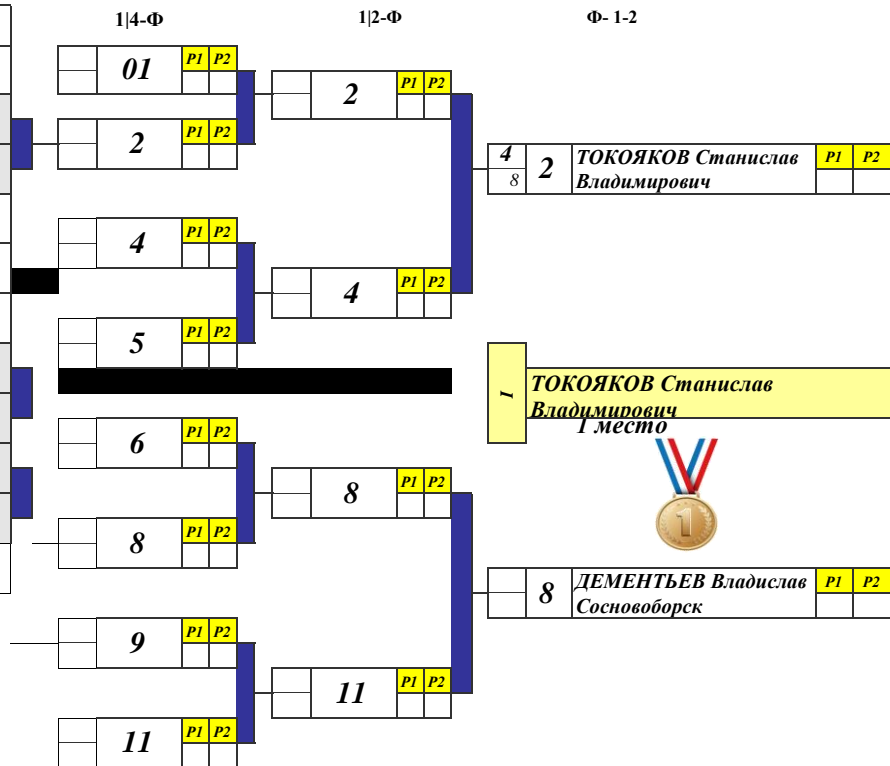 1|4-Ф 1|2-Ф Ф- 1-2
01 P1 P2
2 P1 P2
2 P1 P2
4 8 2 ТОКОЯКОВ Станислав P1 P2
Владимирович
4 P1 P2
4 P1 P2
5 P1 P2
I ТОКОЯКОВ Станислав
Владимирович
1 место
6 P1 P2
8 P1 P2
1
8 P1 P2
8 ДЕМЕНТЬЕВ Владислав P1 P2
Сосновоборск
9 P1 P2
11 P1 P2
11 P1 P2